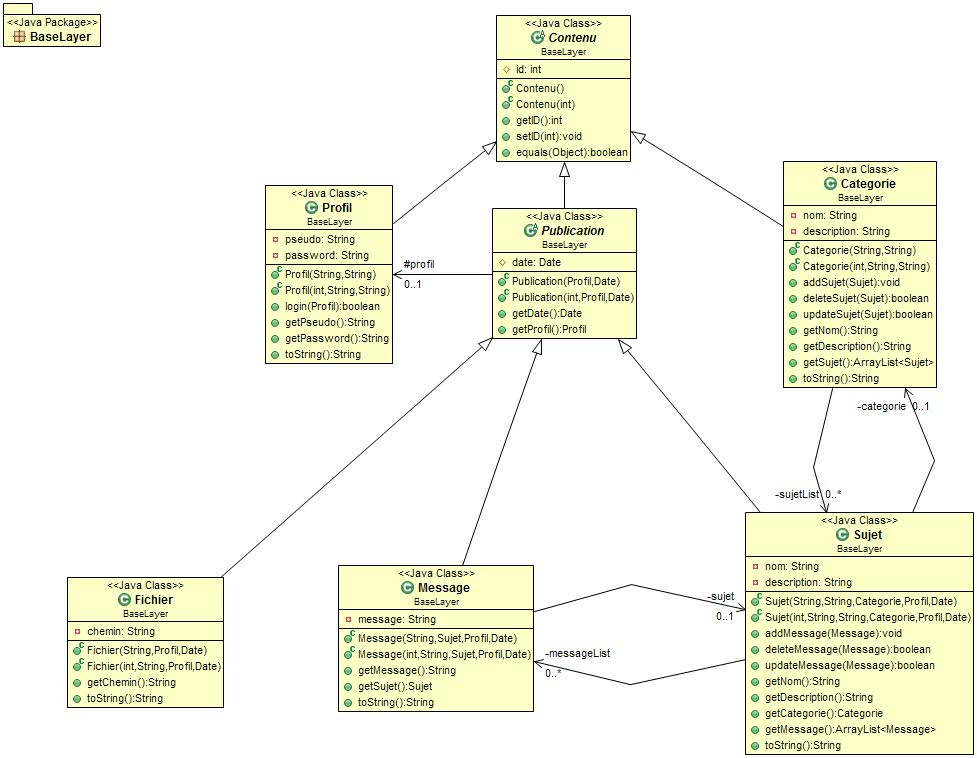 <<Java Package>>
BaseLayer
<<Java Class>>
Contenu
BaseLayer
id: int
Contenu()
Contenu(int)
getID():int
setID(int):void
equals(Object):boolean
<<Java Class>>
Profil
BaseLayer
pseudo: String
password: String
Profil(String,String)
Profil(int,String,String)
login(Profil):boolean
getPseudo():String
getPassword():String
toString():String
#profil
0..1
<<Java Class>>
Publication
BaseLayer
date: Date
Publication(Profil,Date)
Publication(int,Profil,Date)
getDate():Date
getProfil():Profil
<<Java Class>>
Categorie
BaseLayer
nom: String
description: String
Categorie(String,String)
Categorie(int,String,String)
addSujet(Sujet):void
deleteSujet(Sujet):boolean
updateSujet(Sujet):boolean
getNom():String
getDescription():String
getSujet():ArrayList<Sujet>
toString():String
-categorie 0..1
-sujetList 0..*
<<Java Class>>
Fichier
BaseLayer
chemin: String
Fichier(String,Profil,Date)
Fichier(int,String,Profil,Date)
getChemin():String
toString():String
<<Java Class>>
Message
BaseLayer
message: String
Message(String,Sujet,Profil,Date)
Message(int,String,Sujet,Profil,Date)
getMessage():String
getSujet():Sujet
toString():String
-sujet
0..1
-messageList
0..*
<<Java Class>>
Sujet
BaseLayer
nom: String
description: String
Sujet(String,String,Categorie,Profil,Date)
Sujet(int,String,String,Categorie,Profil,Date)
addMessage(Message):void
deleteMessage(Message):boolean
updateMessage(Message):boolean
getNom():String
getDescription():String
getCategorie():Categorie
getMessage():ArrayList<Message>
toString():String